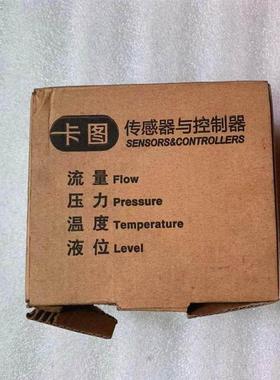 卡图 传感器与控制器
SENSORS&CONTROLLERS
流量 Flow
压力 Pressure
温度 Temperature
液位 Level